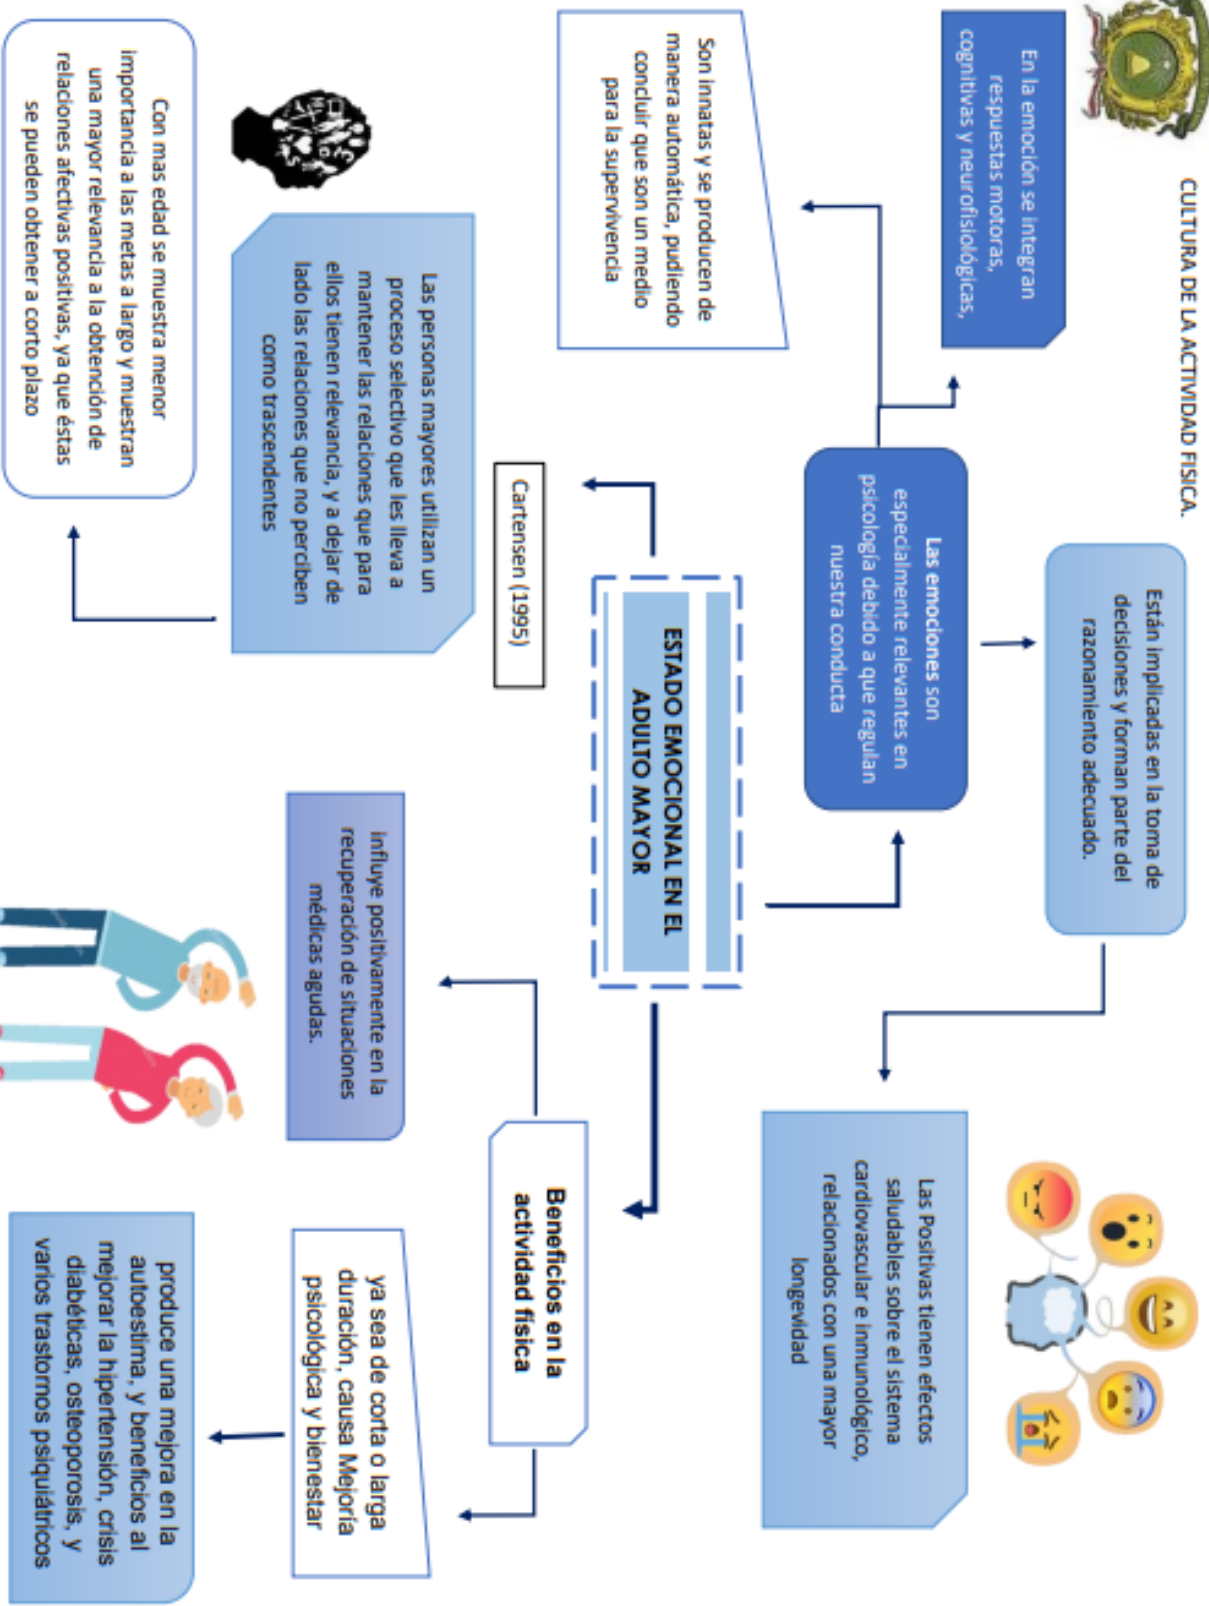 CULTURA DE LA ACTIVIDAD FISICA.
En la emoción se integran
respuestas motoras,
cognitivas y neurofisiológicas,
Son innatas y se producen de
manera automática, pudiendo
concluir que son un medio
para la supervivencia
Las emociones son
especialmente relevantes en
psicología debido a que regulan
nuestra conducta
Están implicadas en la toma de
decisiones y forman parte del
razonamiento adecuado.
Las Positivas tienen efectos
saludables sobre el sistema
cardiovascular e inmunológico,
relacionados con una mayor
longevidad
ESTADO EMOCIONAL EN EL
ADULTO MAYOR
Cartensen (1995)
Las personas mayores utilizan un
proceso selectivo que les lleva a
mantener las relaciones que para
ellos tienen relevancia, y a dejar de
lado las relaciones que no perciben
como trascendentes
Con mas edad se muestra menor
importancia a las metas a largo y muestran
una mayor relevancia a la obtención de
relaciones afectivas positivas, ya que éstas
se pueden obtener a corto plazo
Beneficios en la
actividad física
influye positivamente en la
recuperación de situaciones
médicas agudas.
ya sea de corta o larga
duración, causa Mejoría
psicológica y bienestar
produce una mejora en la
autoestima, y beneficios al
mejorar la hipertensión, crisis
diabéticas, osteoporosis, y
varios trastornos psiquiátricos